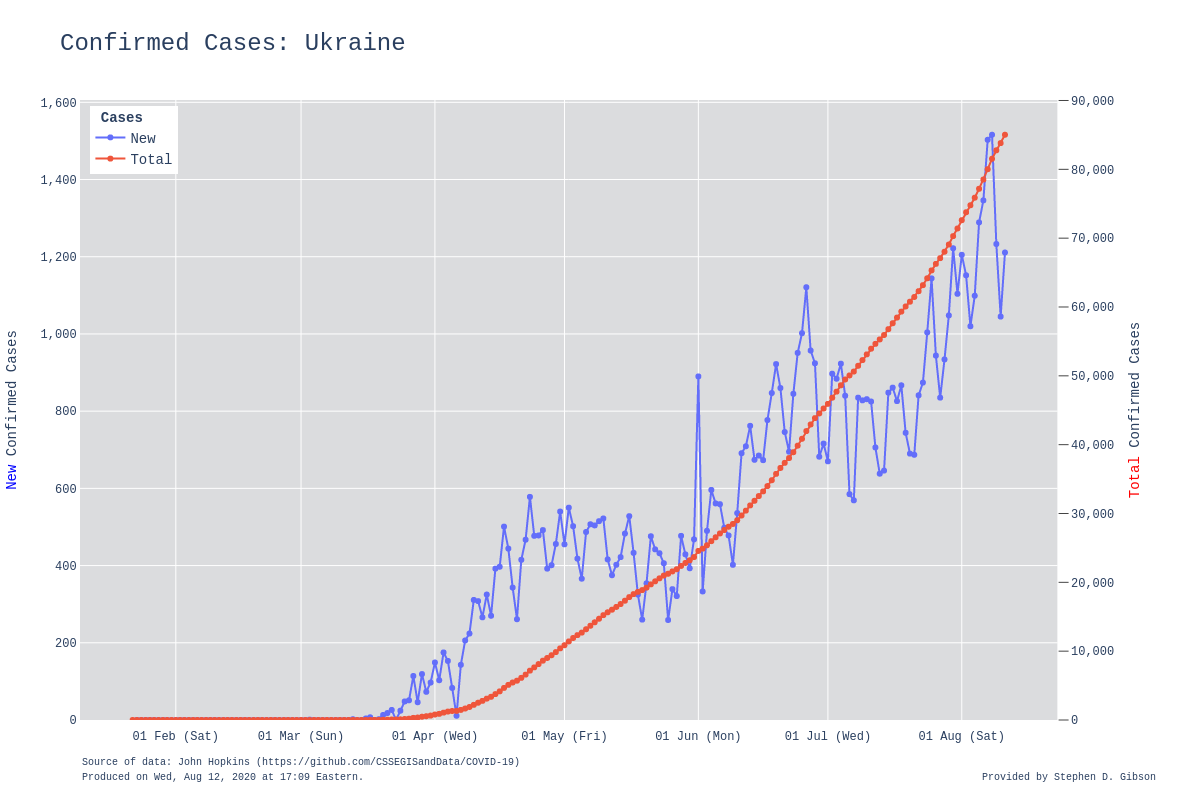 Confirmed Cases: Ukraine
Cases
New
Total
1,600
1,400
1,200
1,000
800
600
400
200
0
90,000
80,000
70,000
60,000
50,000
40,000
30,000
20,000
10,000
0
New Confirmed Cases
Total Confirmed Cases
01 Feb (Sat) 01 Mar (Sun) 01 Apr (Wed) 01 May (Fri) 01 Jun (Mon) 01 Jul (Wed) 01 Aug (Sat)
Source of data: John Hopkins (https://github.com/CSSEGISandData/COVID-19)
Produced on Wed, Aug 12, 2020 at 17:09 Eastern.
Provided by Stephen D. Gibson